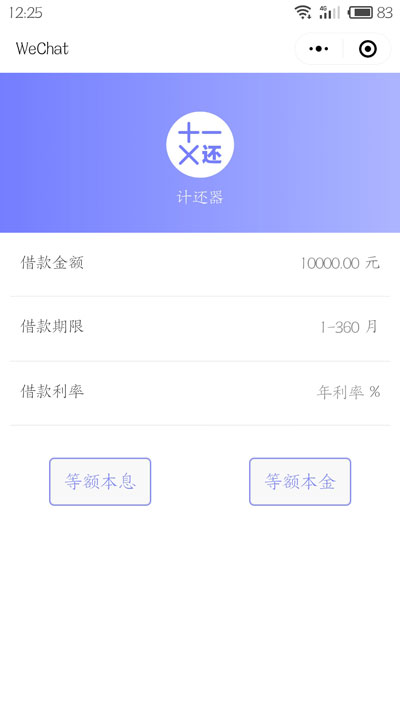 12:25 4G 83
WeChat
十一
×还
计还器
借款金额 10000.00 元
借款期限 1-360 月
借款利率 年利率 %
等额本息 等额本金